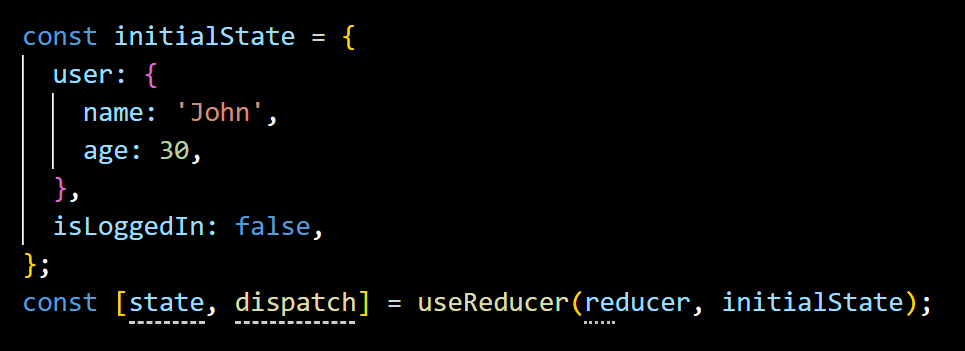 const initialState = {
  user: {
    name: 'John',
    age: 30,
  },
  isLoggedIn: false,
};
const [state, dispatch] = useReducer(reducer, initialState);